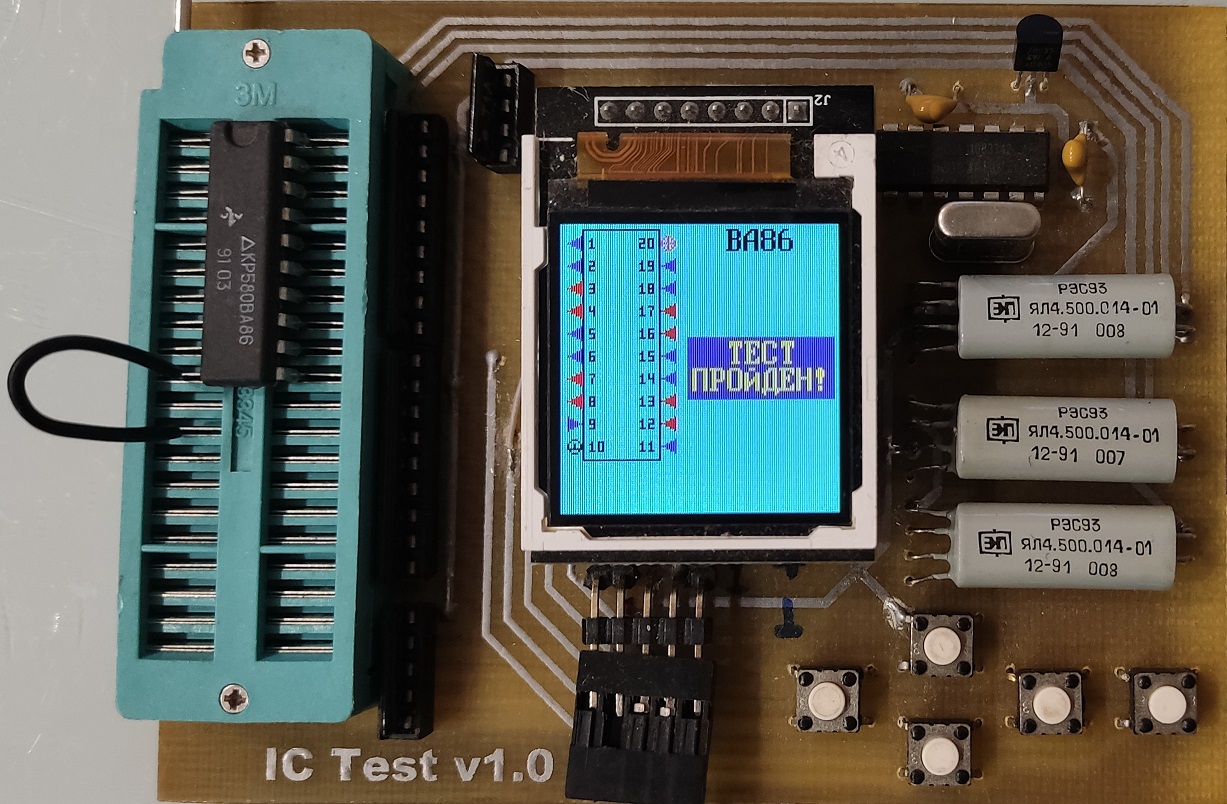 3M
△КР580ВА86
91 03
J2
1 20
2 19
3 18
4 17
5 16
6 15
7 14
8 13
9 12
10 11
ВА86
ТЕСТ
ПРОЙДЕН!
РЭС93
ЯЛ4.500.014-01
12-91 008
РЭС93
ЯЛ4.500.014-01
12-91 007
РЭС93
ЯЛ4.500.014-01
12-91 008
IC Test v1.0